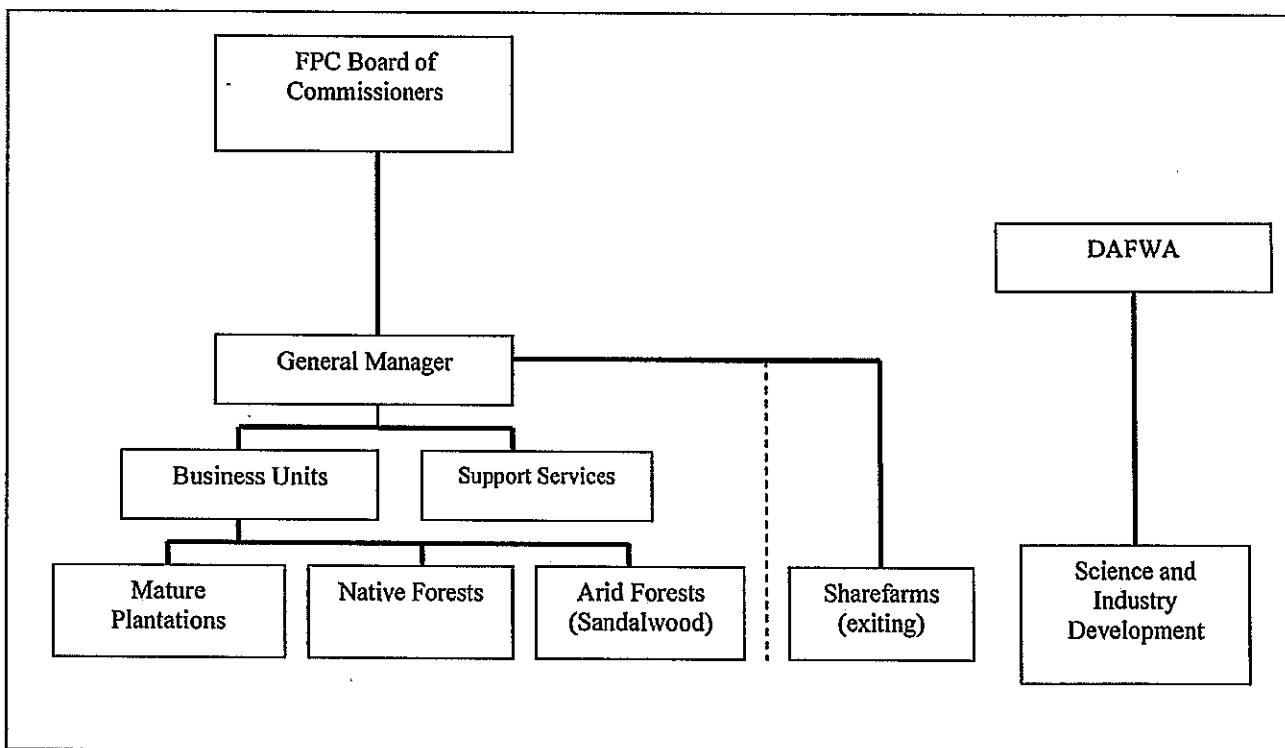 FPC Board of
Commissioners
DAFWA
General Manager
Business Units
Support Services
Mature
Plantations
Native Forests
Arid Forests
(Sandalwood)
Sharefarms
(exiting)
Science and
Industry
Development